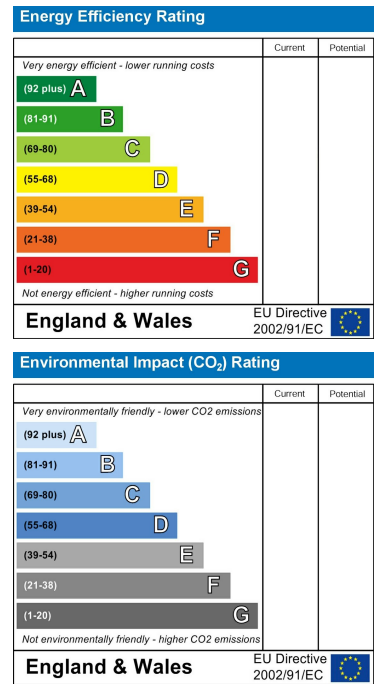 Energy Efficiency Rating
Current Potential
Very energy efficient - lower running costs
(92 plus) A
(81-91) B
(69-80) C
(55-68) D
(39-54) E
(21-38) F
(1-20) G
Not energy efficient - higher running costs
England & Wales EU Directive 2002/91/EC
Environmental Impact (CO₂) Rating
Current Potential
Very environmentally friendly - lower CO2 emissions
(92 plus) A
(81-91) B
(69-80) C
(55-68) D
(39-54) E
(21-38) F
(1-20) G
Not environmentally friendly - higher CO2 emissions
England & Wales EU Directive 2002/91/EC